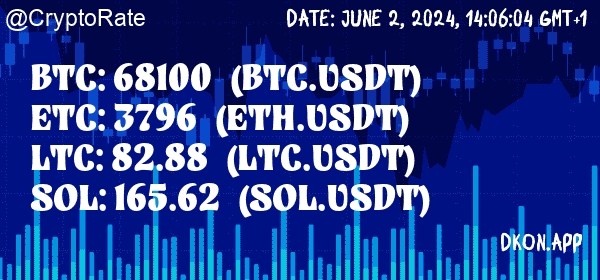 @CryptoRate
DATE: JUNE 2, 2024, 14:06:04 GMT+1
BTC: 68100 (BTC.USDT)
ETC: 3796 (ETH.USDT)
LTC: 82.88 (LTC.USDT)
SOL: 165.62 (SOL.USDT)
DKON.APP